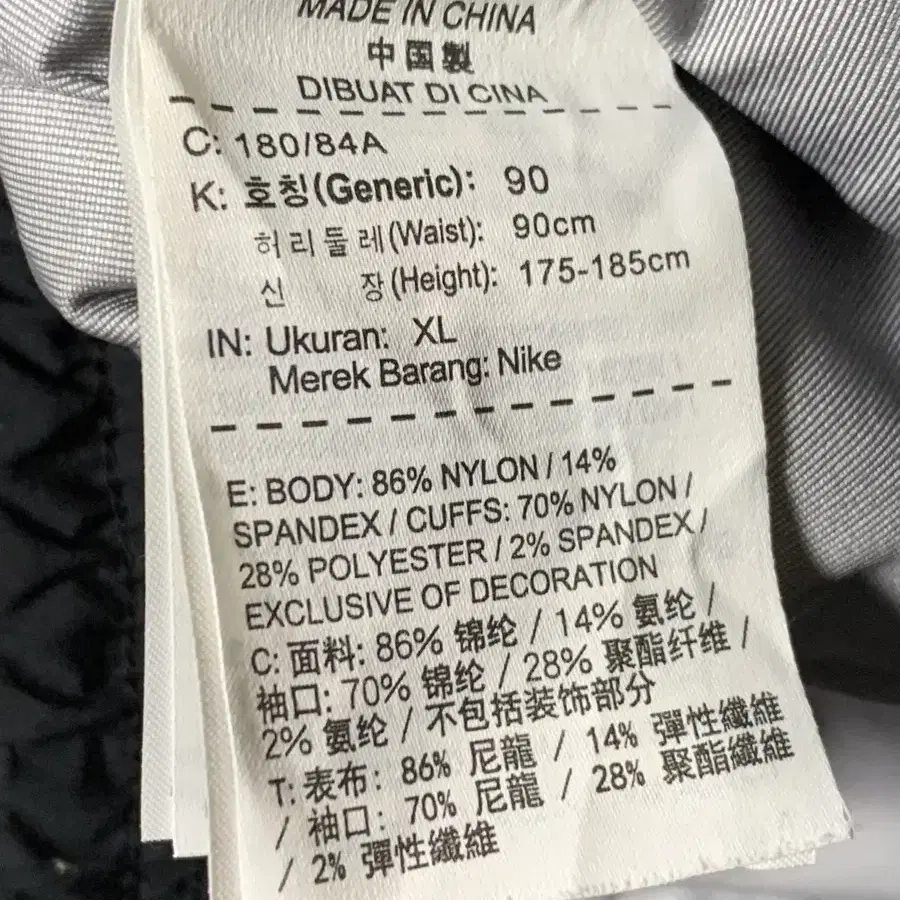 MADE IN CHINA
中国製
DIBUAT DI CINA
C: 180/84A
K: 호칭(Generic): 90
허리둘레(Waist): 90cm
신 장(Height): 175-185cm
IN: Ukuran: XL
Merek Barang: Nike
E: BODY: 86% NYLON / 14%
SPANDEX / CUFFS: 70% NYLON /
28% POLYESTER / 2% SPANDEX /
EXCLUSIVE OF DECORATION
C: 面料: 86% 锦纶 / 14% 氨纶 /
袖口: 70% 锦纶 / 28% 聚酯纤维 /
2% 氨纶 / 不包括装饰部分
T: 表布: 86% 尼龍 / 14% 彈性纖維
/ 袖口: 70% 尼龍 / 28% 聚酯纖維
/ 2% 彈性纖維